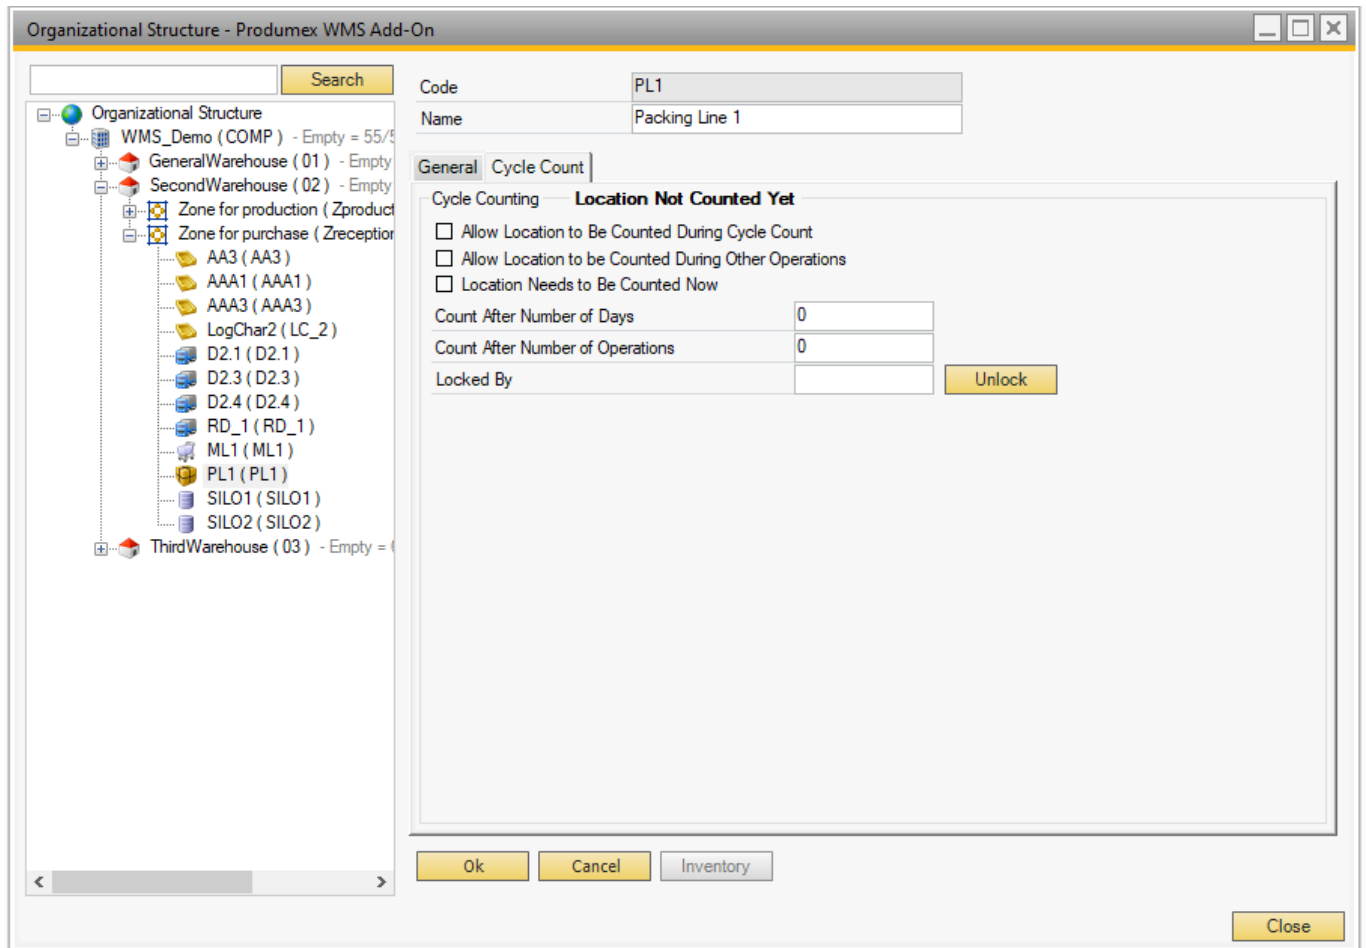 Organizational Structure - Produmex WMS Add-On
Search
Organizational Structure
WMS_Demo ( COMP ) - Empty = 55/5
GeneralWarehouse ( 01 ) - Empty
SecondWarehouse ( 02 ) - Empty
Zone for production ( Zproduct
Zone for purchase ( Zreception
AA3 ( AA3 )
AAA1 ( AAA1 )
AAA3 ( AAA3 )
LogChar2 ( LC_2 )
D2.1 ( D2.1 )
D2.3 ( D2.3 )
D2.4 ( D2.4 )
RD_1 ( RD_1 )
ML1 ( ML1 )
PL1 ( PL1 )
SILO1 ( SILO1 )
SILO2 ( SILO2 )
ThirdWarehouse ( 03 ) - Empty =
Code PL1
Name Packing Line 1
General Cycle Count
Cycle Counting Location Not Counted Yet
Allow Location to Be Counted During Cycle Count
Allow Location to be Counted During Other Operations
Location Needs to Be Counted Now
Count After Number of Days 0
Count After Number of Operations 0
Locked By Unlock
Ok Cancel Inventory
Close